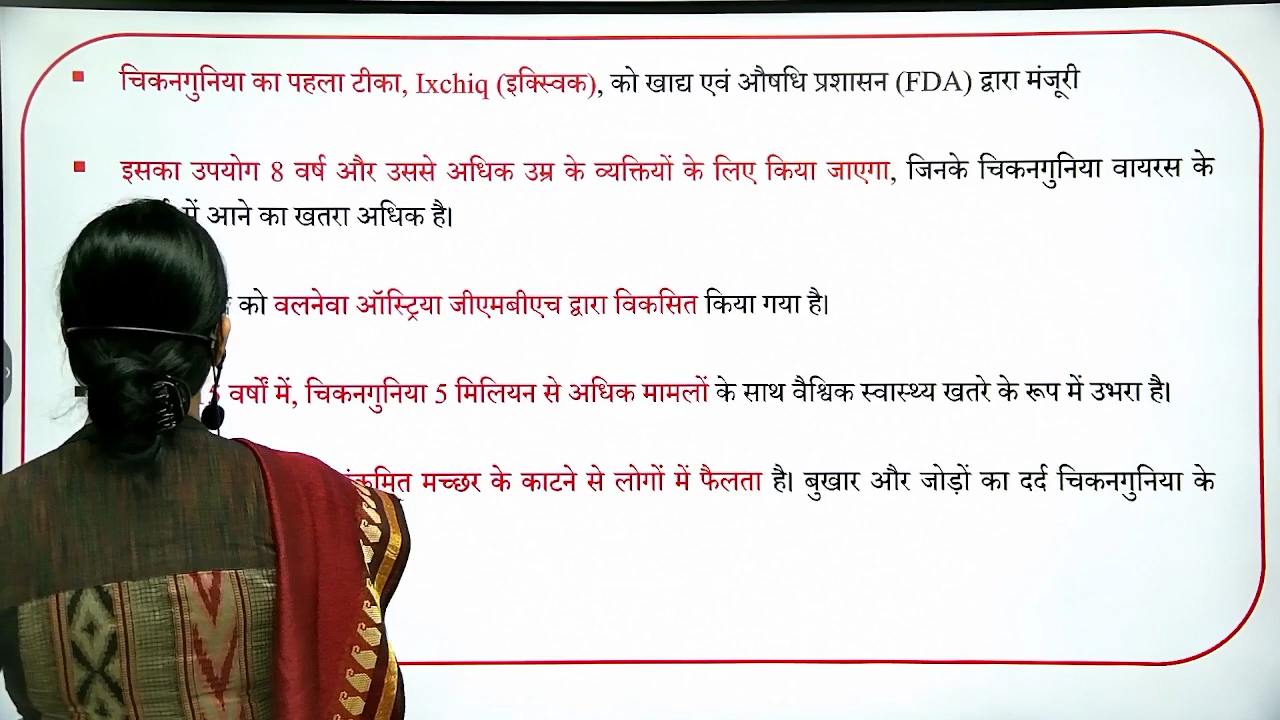 चिकनगुनिया का पहला टीका, Ixchiq (इक्स्विक), को खाद्य एवं औषधि प्रशासन (FDA) द्वारा मंजूरी
इसका उपयोग 8 वर्ष और उससे अधिक उम्र के व्यक्तियों के लिए किया जाएगा, जिनके चिकनगुनिया वायरस के
में आने का खतरा अधिक है।
को वलनेवा ऑस्ट्रिया जीएमबीएच द्वारा विकसित किया गया है।
वर्षों में, चिकनगुनिया 5 मिलियन से अधिक मामलों के साथ वैश्विक स्वास्थ्य खतरे के रूप में उभरा है।
मच्छर के काटने से लोगों में फैलता है। बुखार और जोड़ों का दर्द चिकनगुनिया के